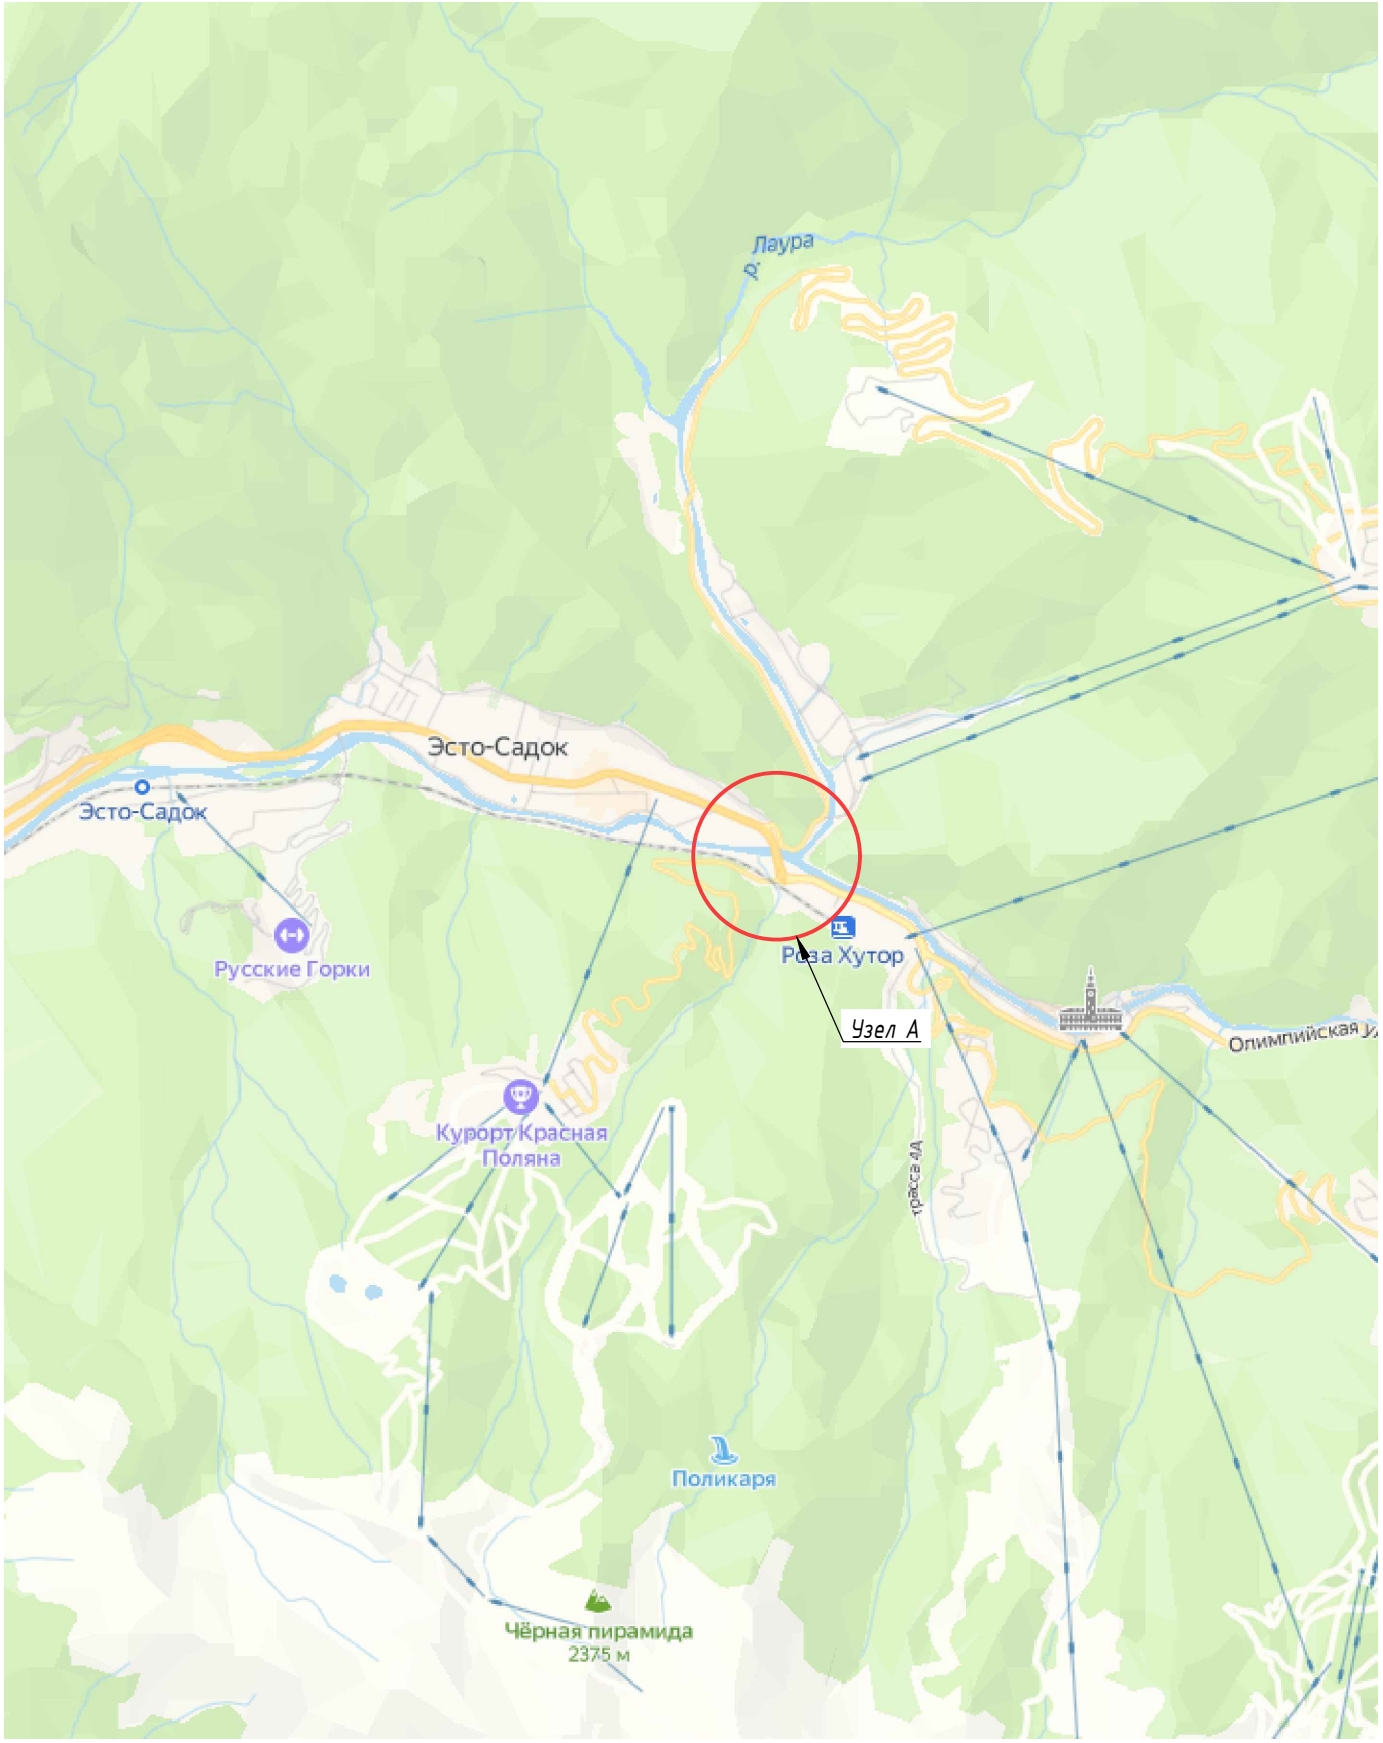 р. Лаура
Эсто-Садок
Эсто-Садок
Русские Горки
Роза Хутор
Узел А
Олимпийская ул
Курорт Красная
Поляна
трасса 4Д
Поликаря
Чёрная пирамида
2375 м